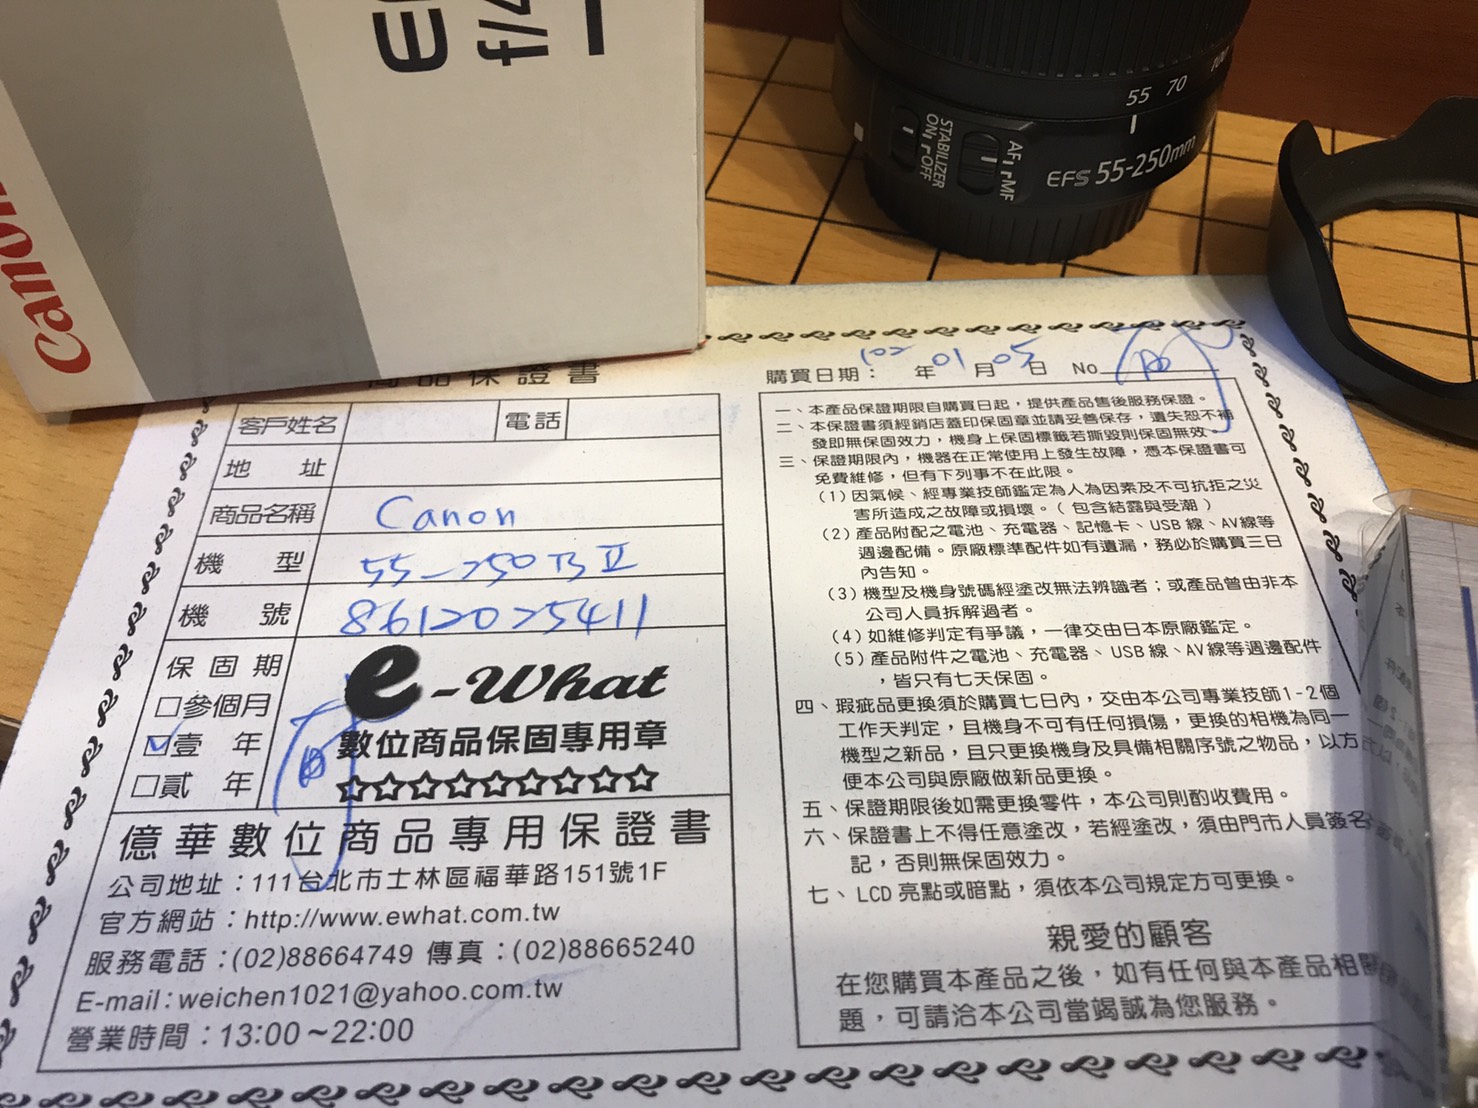 Canon
f/4
55 70 100
AF MF
STABILIZER
ON OFF
EFS 55-250mm
商品保證書
客戶姓名 電話
地 址
商品名稱 Canon
機 型 55-250 IS II
機 號 8612025411
保固期
□參個月
☑壹 年
□貳 年
e-What
數位商品保固專用章
☆☆☆☆☆☆☆☆☆
億華數位商品專用保證書
公司地址：111台北市士林區福華路151號1F
官方網站：http://www.ewhat.com.tw
服務電話：(02)88664749 傳真：(02)88665240
E-mail：weichen1021@yahoo.com.tw
營業時間：13:00～22:00
購買日期：102年01月05日 No
一、本產品保證期限自購買日起，提供產品售後服務保證。
二、本保證書須經銷店蓋印保固章並請妥善保存，遺失恕不補
發即無保固效力，機身上保固標籤若撕毀則保固無效。
三、保證期限內，機器在正常使用上發生故障，憑本保證書可
免費維修，但有下列事不在此限。
(1)因氣候、經專業技師鑑定為人為因素及不可抗拒之災
害所造成之故障或損壞。(包含結露與受潮)
(2)產品附配之電池、充電器、記憶卡、USB線、AV線等
週邊配備。原廠標準配件如有遺漏，務必於購買三日
內告知。
(3)機型及機身號碼經塗改無法辨識者；或產品曾由非本
公司人員拆解過者。
(4)如維修判定有爭議，一律交由日本原廠鑑定。
(5)產品附件之電池、充電器、USB線、AV線等週邊配件
，皆只有七天保固。
四、瑕疵品更換須於購買七日內，交由本公司專業技師1-2個
工作天判定，且機身不可有任何損傷，更換的相機為同一
機型之新品，且只更換機身及具備相關序號之物品，以方
便本公司與原廠做新品更換。
五、保證期限後如需更換零件，本公司則酌收費用。
六、保證書上不得任意塗改，若經塗改，須由門市人員簽名
記，否則無保固效力。
七、LCD亮點或暗點，須依本公司規定方可更換。
親愛的顧客
在您購買本產品之後，如有任何與本產品相關
題，可請洽本公司當竭誠為您服務。